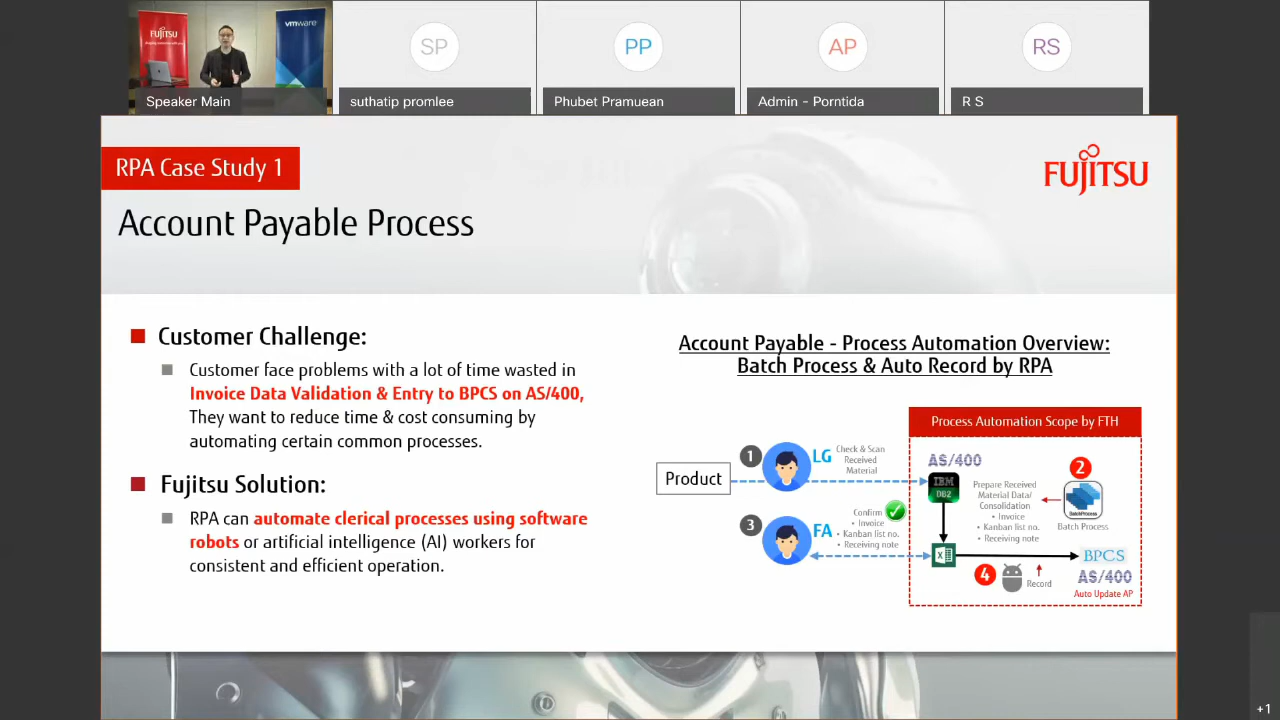 FUJITSU
vmware
SP
PP
AP
RS
Speaker Main
suthatip promlee
Phubet Pramuean
Admin - Porntida
R S
RPA Case Study 1
FUJITSU
Account Payable Process
Customer Challenge:
Customer face problems with a lot of time wasted in
Invoice Data Validation & Entry to BPCS on AS/400,
They want to reduce time & cost consuming by
automating certain common processes.
Fujitsu Solution:
RPA can automate clerical processes using software
robots or artificial intelligence (AI) workers for
consistent and efficient operation.
Account Payable - Process Automation Overview:
Batch Process & Auto Record by RPA
Process Automation Scope by FTH
Product
1
LG
Check & Scan
Received
Material
3
FA
Confirm
• Invoice
• Kanban list no.
• Receiving note
AS/400
IBM
DB2
Prepare Received
Material Data/
Consolidation
• Invoice
• Kanban list no.
• Receiving note
2
BatchProcess
Batch Process
4
Record
BPCS
AS/400
Auto Update AP
+1